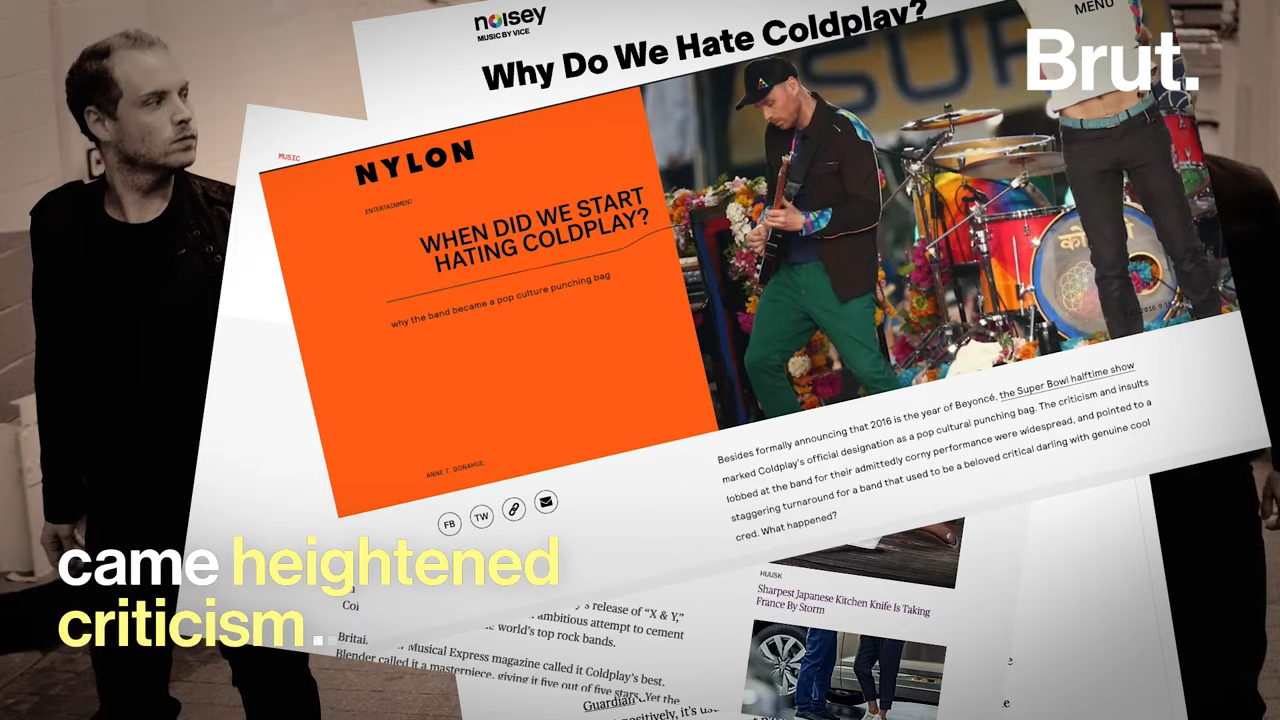 noisey
MUSIC BY VICE
Why Do We Hate Coldplay?
MENU
Brut.
MUSIC
NYLON
ENTERTAINMENT
WHEN DID WE START
HATING COLDPLAY?
why the band became a pop culture punching bag
ANNE T. DONAHUE
FB TW
को
Besides formally announcing that 2016 is the year of Beyoncé, the Super Bowl halftime show
marked Coldplay's official designation as a pop cultural punching bag. The criticism and insults
lobbed at the band for their admittedly corny performance were widespread, and pointed to a
staggering turnaround for a band that used to be a beloved critical darling with genuine cool
cred. What happened?
came heightened
criticism.
release of “X & Y,”
ambitious attempt to cement
world's top rock bands.
Musical Express magazine called it Coldplay's best.
Blender called it a masterpiece, giving it five out of five stars. Yet the
Guardian
positively, it's
HUUSK
Sharpest Japanese Kitchen Knife Is Taking
France By Storm